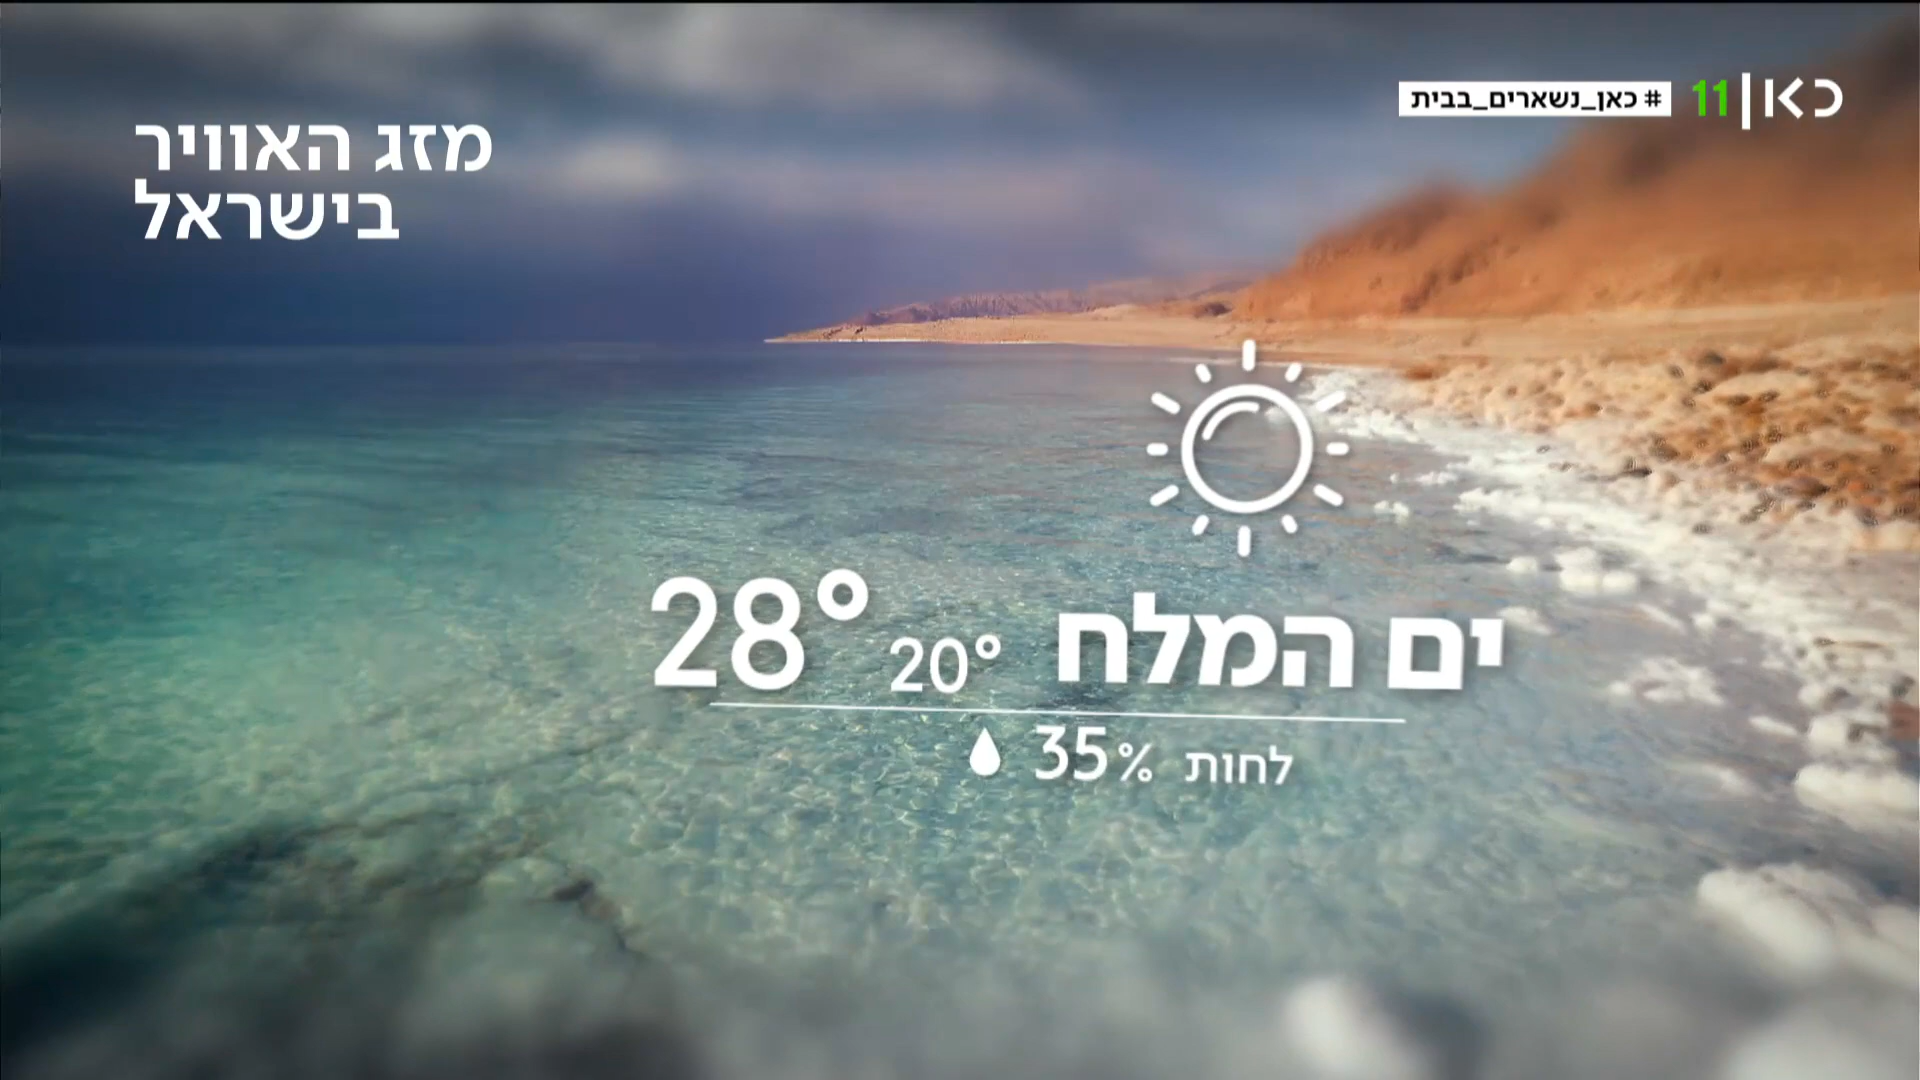 # כאן_נשארים_בבית
כאן|11
מזג האוויר
בישראל
ים המלח 20° 28°
לחות 35%